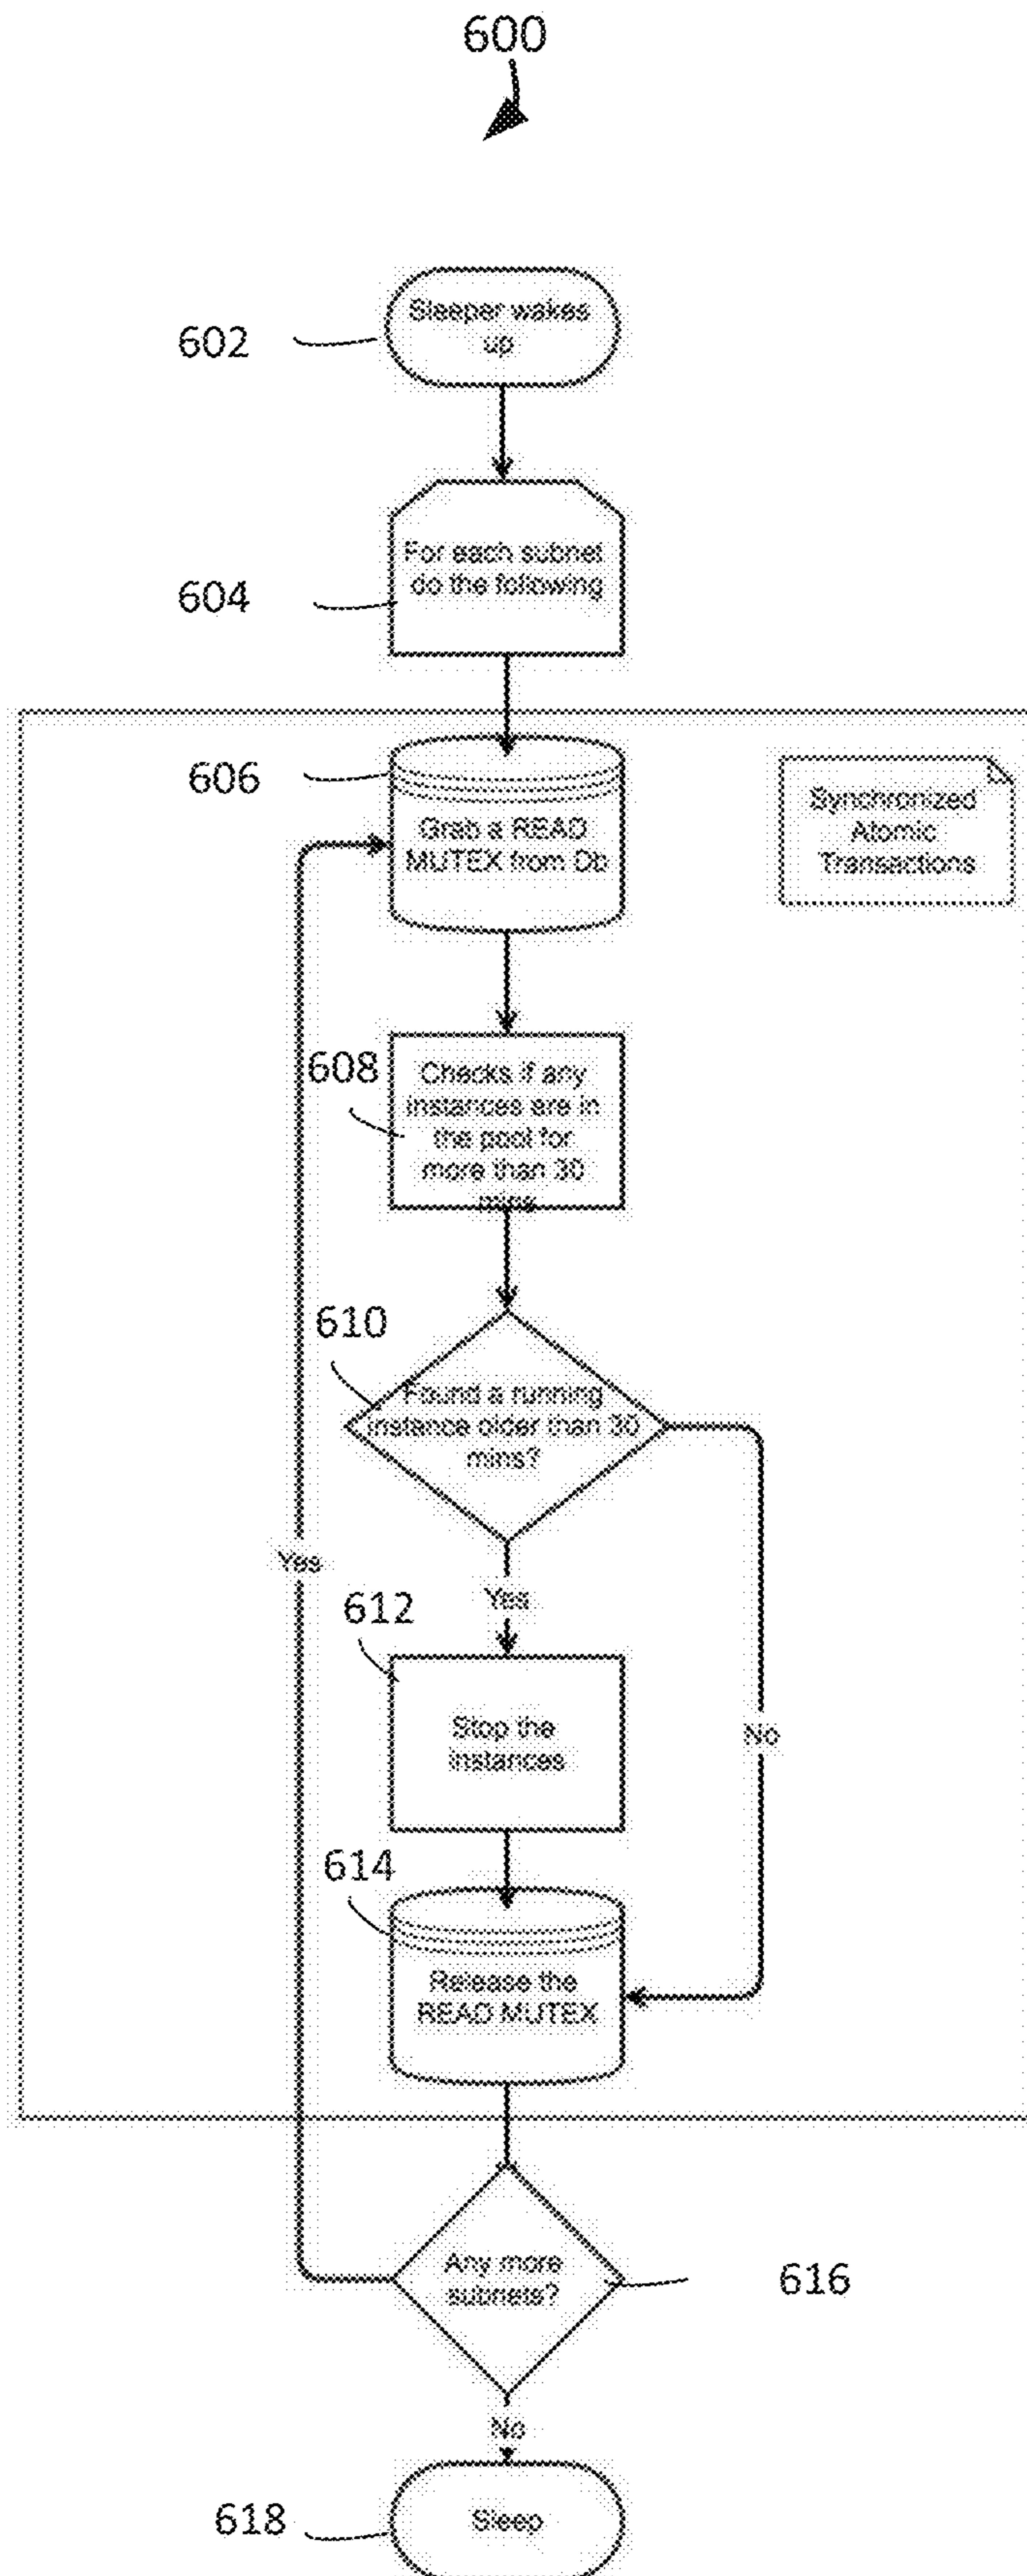 600
602
Sleeper wakes
up
604
For each subnet
do the following
606
Grab a READ
MUTEX from Db
Synchronized
Atomic
Transactions
608
Checks if any
instances are in
the pool for
more than 30
mins
610
Found a running
instance older than 30
mins?
Yes
Yes
612
Stop the
instances
No
614
Release the
READ MUTEX
Any more
subnets?
616
No
618
Sleep